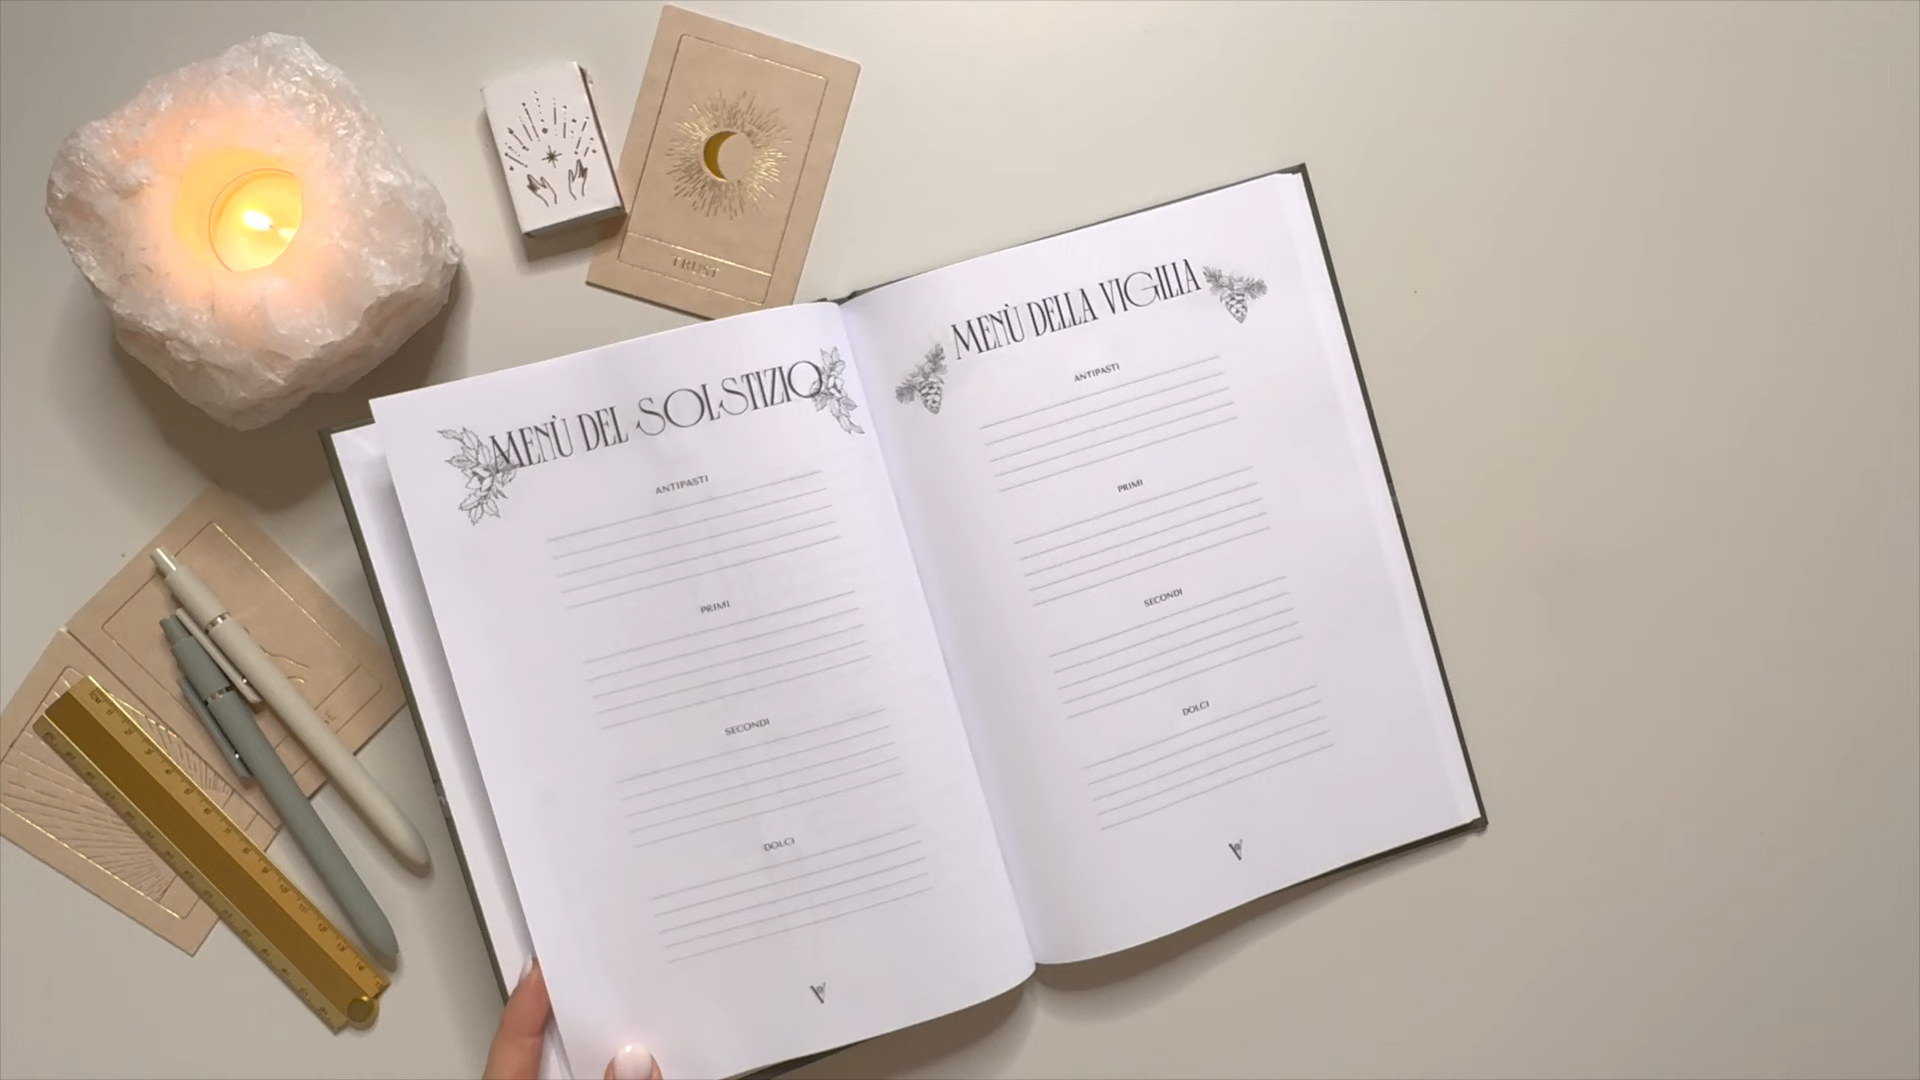 TRUST
MENÙ DEL SOLSTIZIO
ANTIPASTI
PRIMI
SECONDI
DOLCI
V
MENÙ DELLA VIGILIA
ANTIPASTI
PRIMI
SECONDI
DOLCI
V